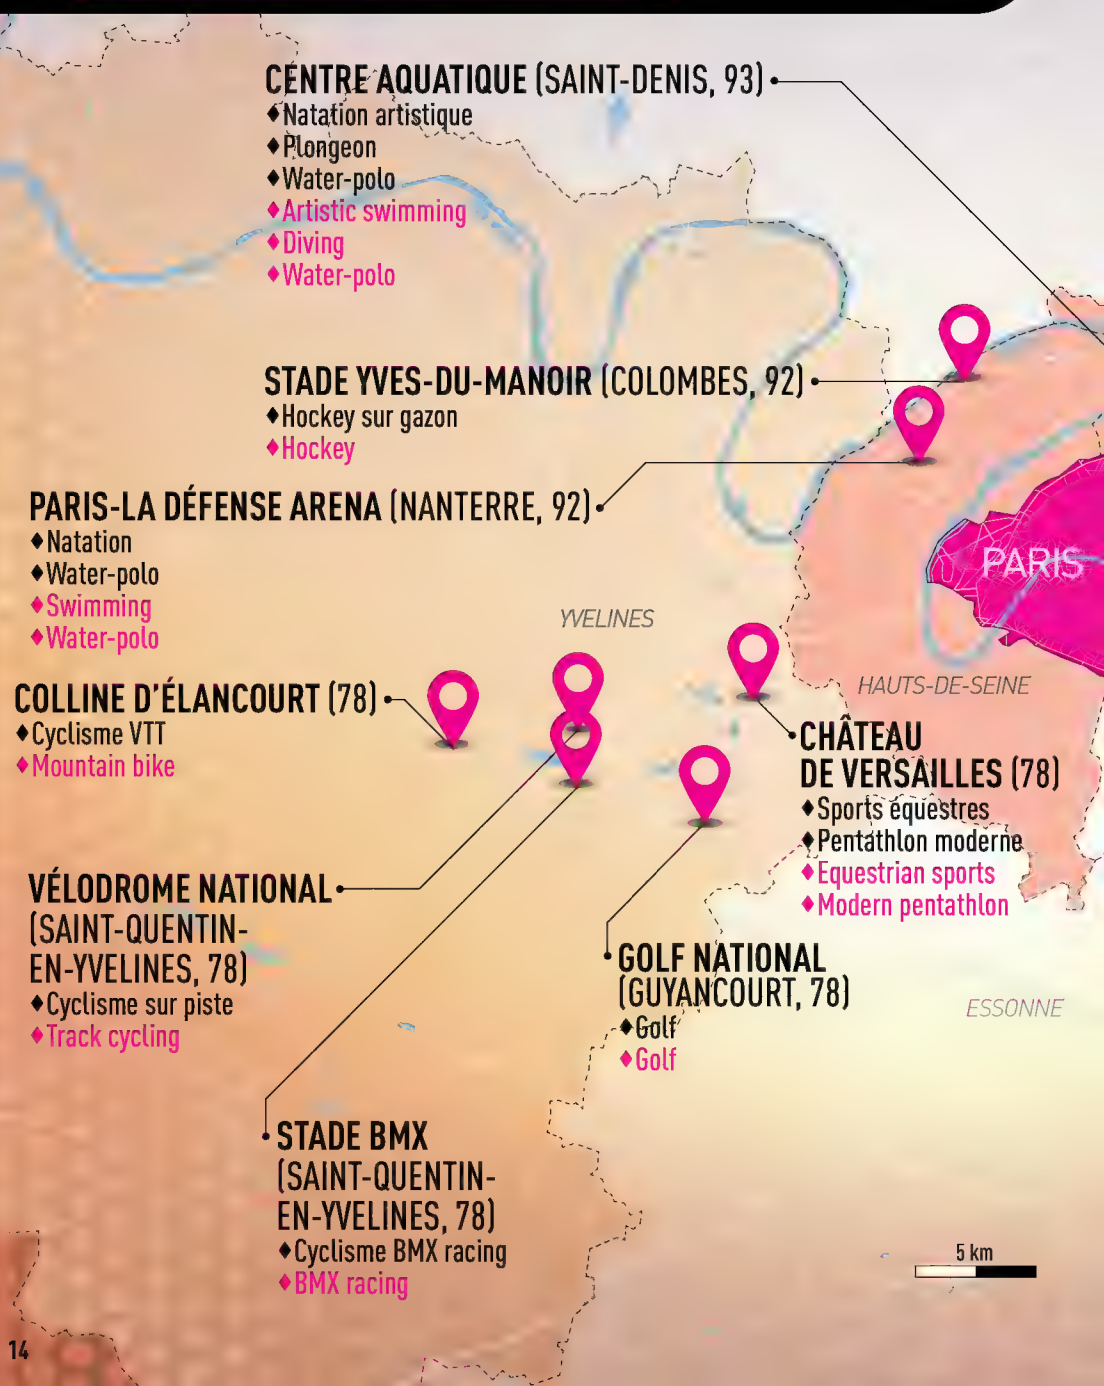 CENTRE AQUATIQUE (SAINT-DENIS, 93)
♦Natation artistique
♦Plongeon
♦Water-polo
♦Artistic swimming
♦Diving
♦Water-polo
STADE YVES-DU-MANOIR (COLOMBES, 92)
♦Hockey sur gazon
♦Hockey
PARIS-LA DÉFENSE ARENA (NANTERRE, 92)
♦Natation
♦Water-polo
♦Swimming
♦Water-polo
PARIS
YVELINES
HAUTS-DE-SEINE
COLLINE D’ÉLANCOURT (78)
♦Cyclisme VTT
♦Mountain bike
CHÂTEAU
DE VERSAILLES (78)
♦Sports équestres
♦Pentathlon moderne
♦Equestrian sports
♦Modern pentathlon
VÉLODROME NATIONAL
(SAINT-QUENTIN-
EN-YVELINES, 78)
♦Cyclisme sur piste
♦Track cycling
GOLF NATIONAL
(GUYANCOURT, 78)
♦Golf
♦Golf
ESSONNE
STADE BMX
(SAINT-QUENTIN-
EN-YVELINES, 78)
♦Cyclisme BMX racing
♦BMX racing
5 km
14